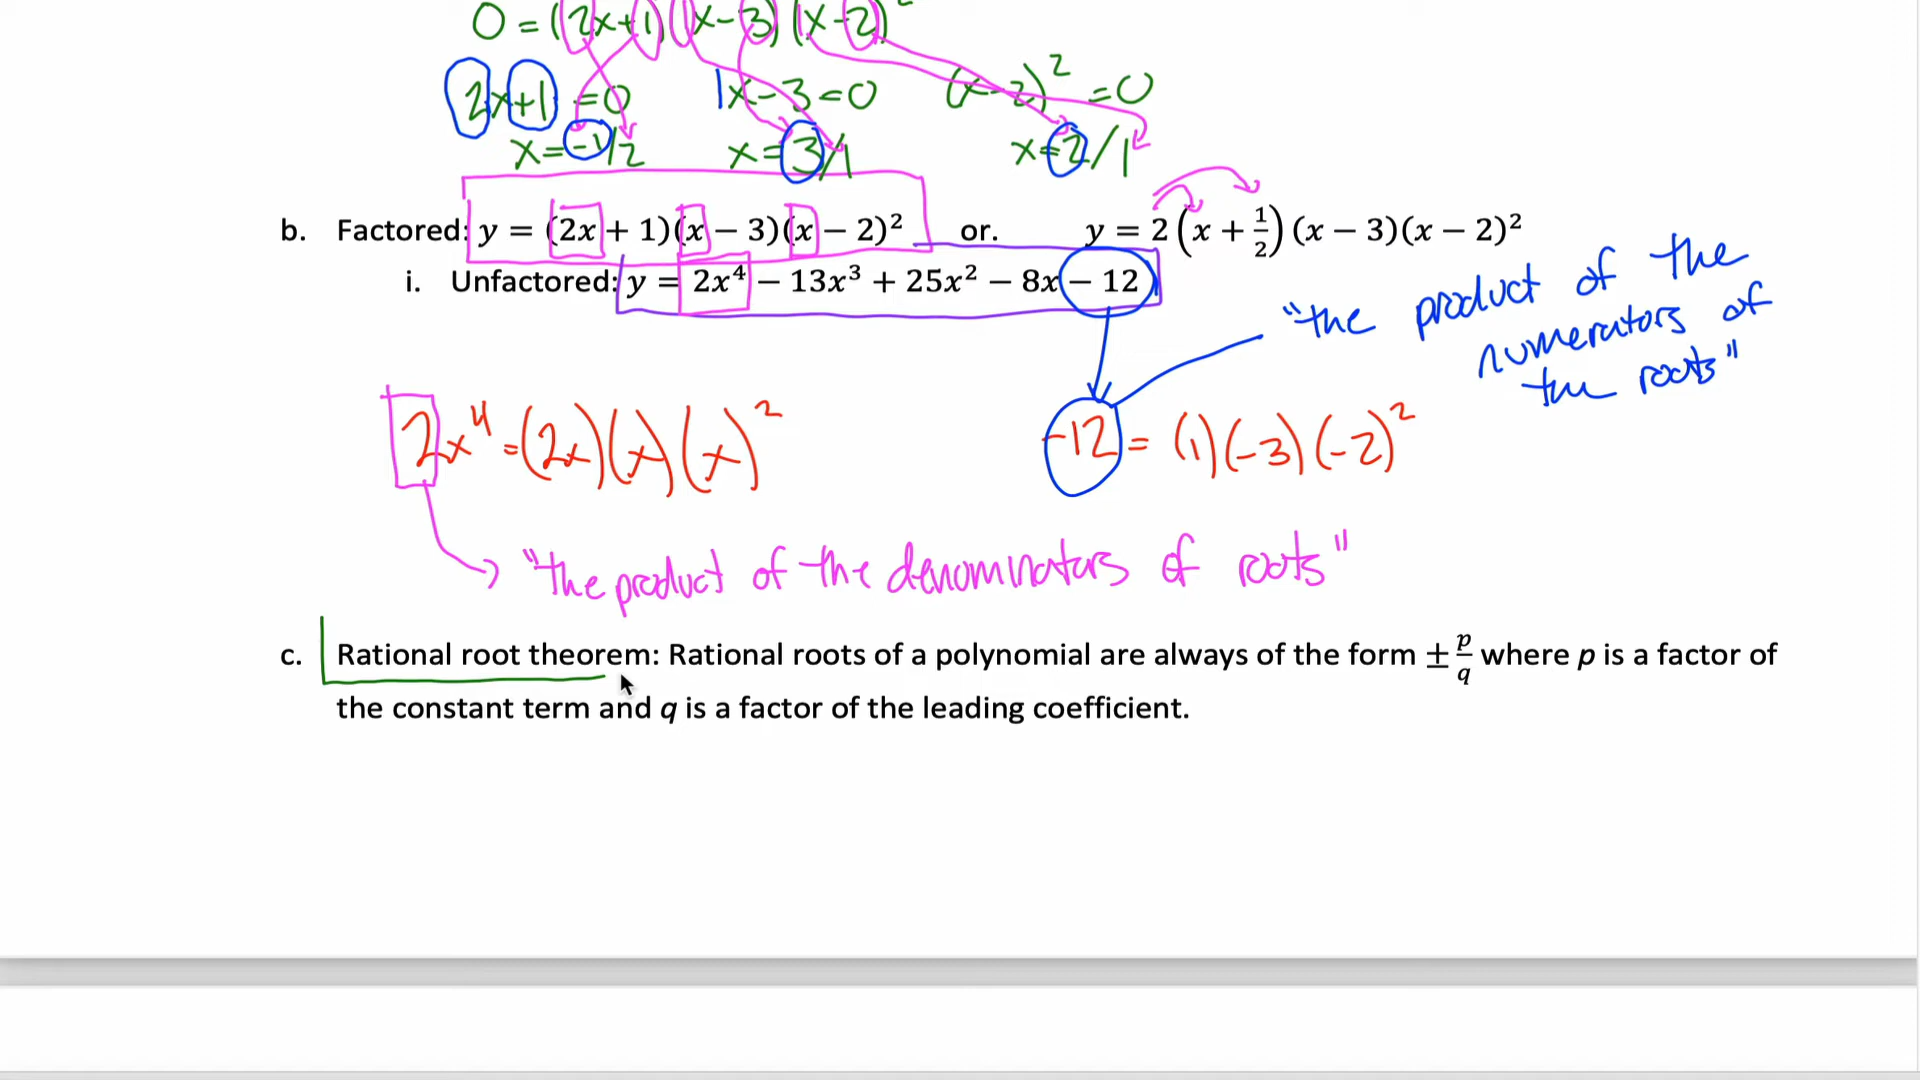 0 = (2x+1)(1x-3)(x-2)²
2x+1 =0 1x-3=0 (x-2)² =0
x=-1/2 x=3/1 x=2/1
b. Factored: y = (2x + 1)(x − 3)(x − 2)² or. y = 2(x + 1/2)(x − 3)(x − 2)²
i. Unfactored: y = 2x⁴ − 13x³ + 25x² − 8x − 12
"the product of the
numerators of
the roots"
2x⁴ =(2x)(x)(x)² -12 = (1)(-3)(-2)²
"the product of the denominators of roots"
c. Rational root theorem: Rational roots of a polynomial are always of the form ± p/q where p is a factor of
the constant term and q is a factor of the leading coefficient.